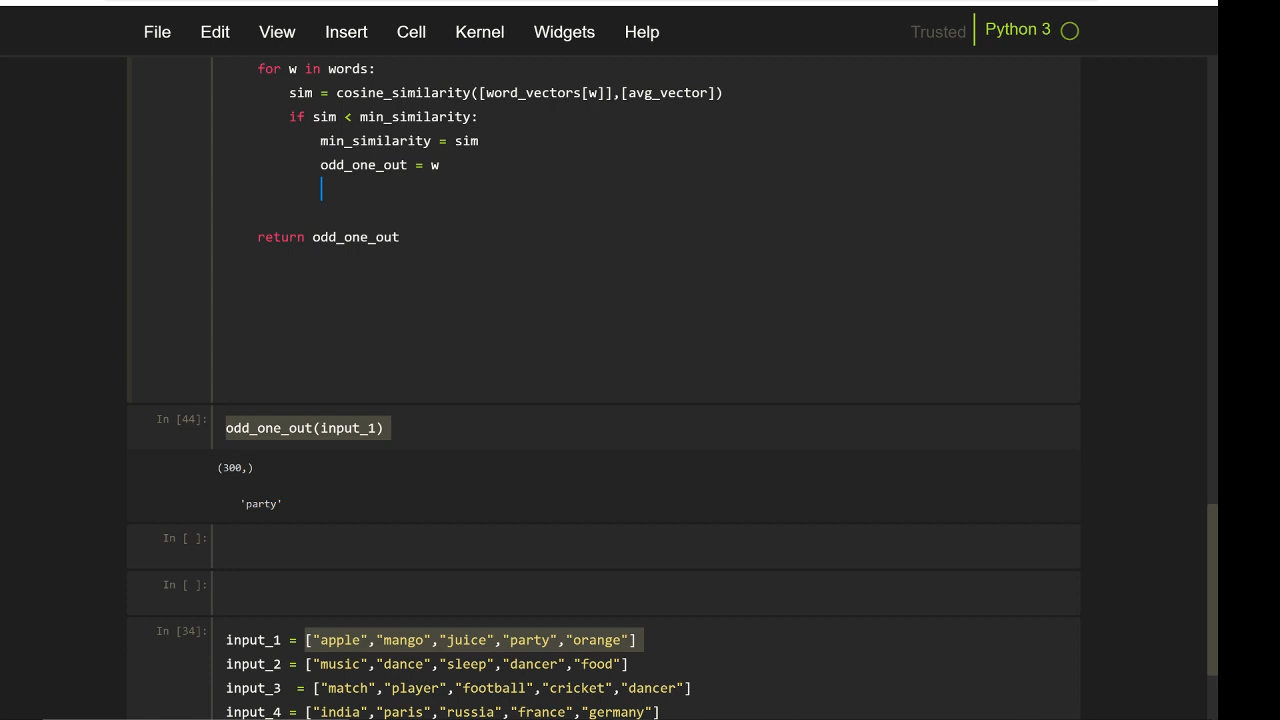 File Edit View Insert Cell Kernel Widgets Help Trusted Python 3
for w in words:
sim = cosine_similarity([word_vectors[w]],[avg_vector])
if sim < min_similarity:
min_similarity = sim
odd_one_out = w
return odd_one_out
In [44]: odd_one_out(input_1)
(300,)
'party'
In [ ]:
In [ ]:
In [34]: input_1 = ["apple","mango","juice","party","orange"]
input_2 = ["music","dance","sleep","dancer","food"]
input_3  = ["match","player","football","cricket","dancer"]
input_4 = ["india","paris","russia","france","germany"]